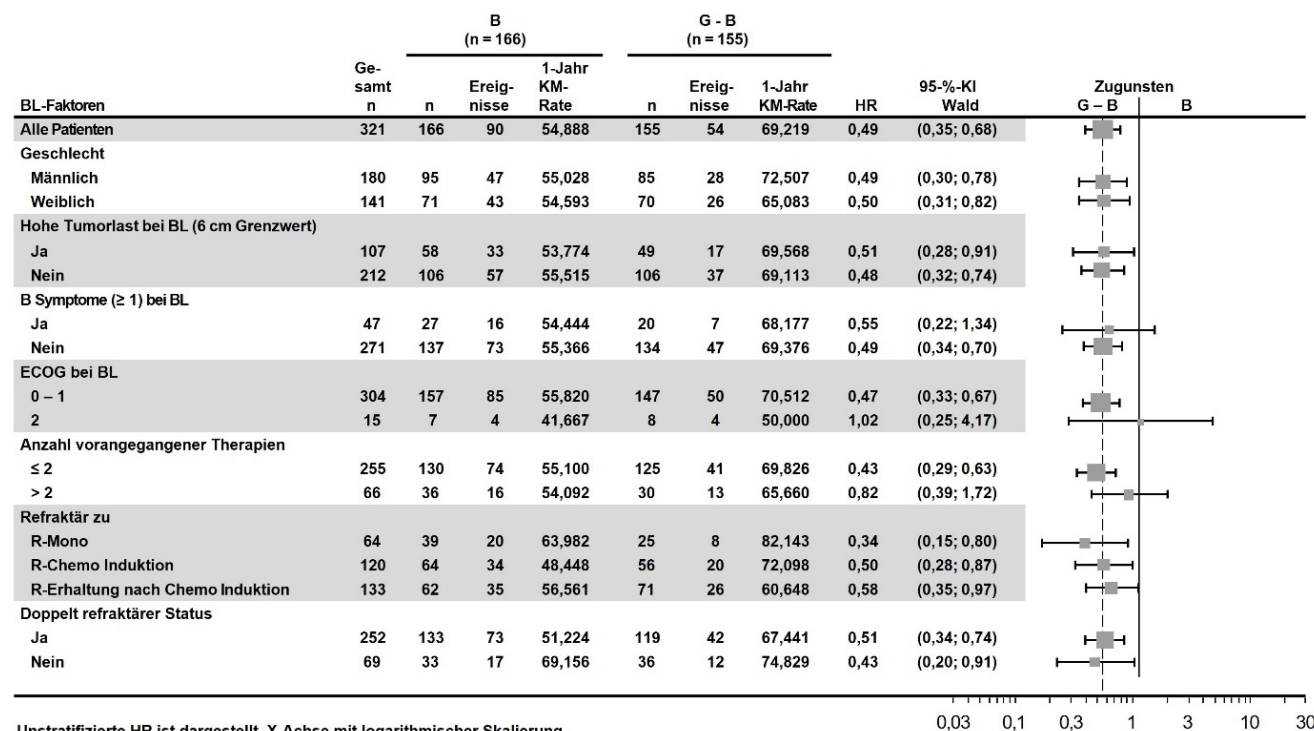 B G - B
(n = 166) (n = 155)
BL-Faktoren Ge-samt n n Ereig-nisse 1-Jahr KM-Rate n Ereig-nisse 1-Jahr KM-Rate HR 95-%-KI Wald Zugunsten G – B B
Alle Patienten 321 166 90 54,888 155 54 69,219 0,49 (0,35; 0,68)
Geschlecht
Männlich 180 95 47 55,028 85 28 72,507 0,49 (0,30; 0,78)
Weiblich 141 71 43 54,593 70 26 65,083 0,50 (0,31; 0,82)
Hohe Tumorlast bei BL (6 cm Grenzwert)
Ja 107 58 33 53,774 49 17 69,568 0,51 (0,28; 0,91)
Nein 212 106 57 55,515 106 37 69,113 0,48 (0,32; 0,74)
B Symptome (≥ 1) bei BL
Ja 47 27 16 54,444 20 7 68,177 0,55 (0,22; 1,34)
Nein 271 137 73 55,366 134 47 69,376 0,49 (0,34; 0,70)
ECOG bei BL
0 – 1 304 157 85 55,820 147 50 70,512 0,47 (0,33; 0,67)
2 15 7 4 41,667 8 4 50,000 1,02 (0,25; 4,17)
Anzahl vorangegangener Therapien
≤ 2 255 130 74 55,100 125 41 69,826 0,43 (0,29; 0,63)
> 2 66 36 16 54,092 30 13 65,660 0,82 (0,39; 1,72)
Refraktär zu
R-Mono 64 39 20 63,982 25 8 82,143 0,34 (0,15; 0,80)
R-Chemo Induktion 120 64 34 48,448 56 20 72,098 0,50 (0,28; 0,87)
R-Erhaltung nach Chemo Induktion 133 62 35 56,561 71 26 60,648 0,58 (0,35; 0,97)
Doppelt refraktärer Status
Ja 252 133 73 51,224 119 42 67,441 0,51 (0,34; 0,74)
Nein 69 33 17 69,156 36 12 74,829 0,43 (0,20; 0,91)
0,03 0,1 0,3 1 3 10 30
Unstratifizierte HR ist dargestellt. X-Achse mit logarithmischer Skalierung